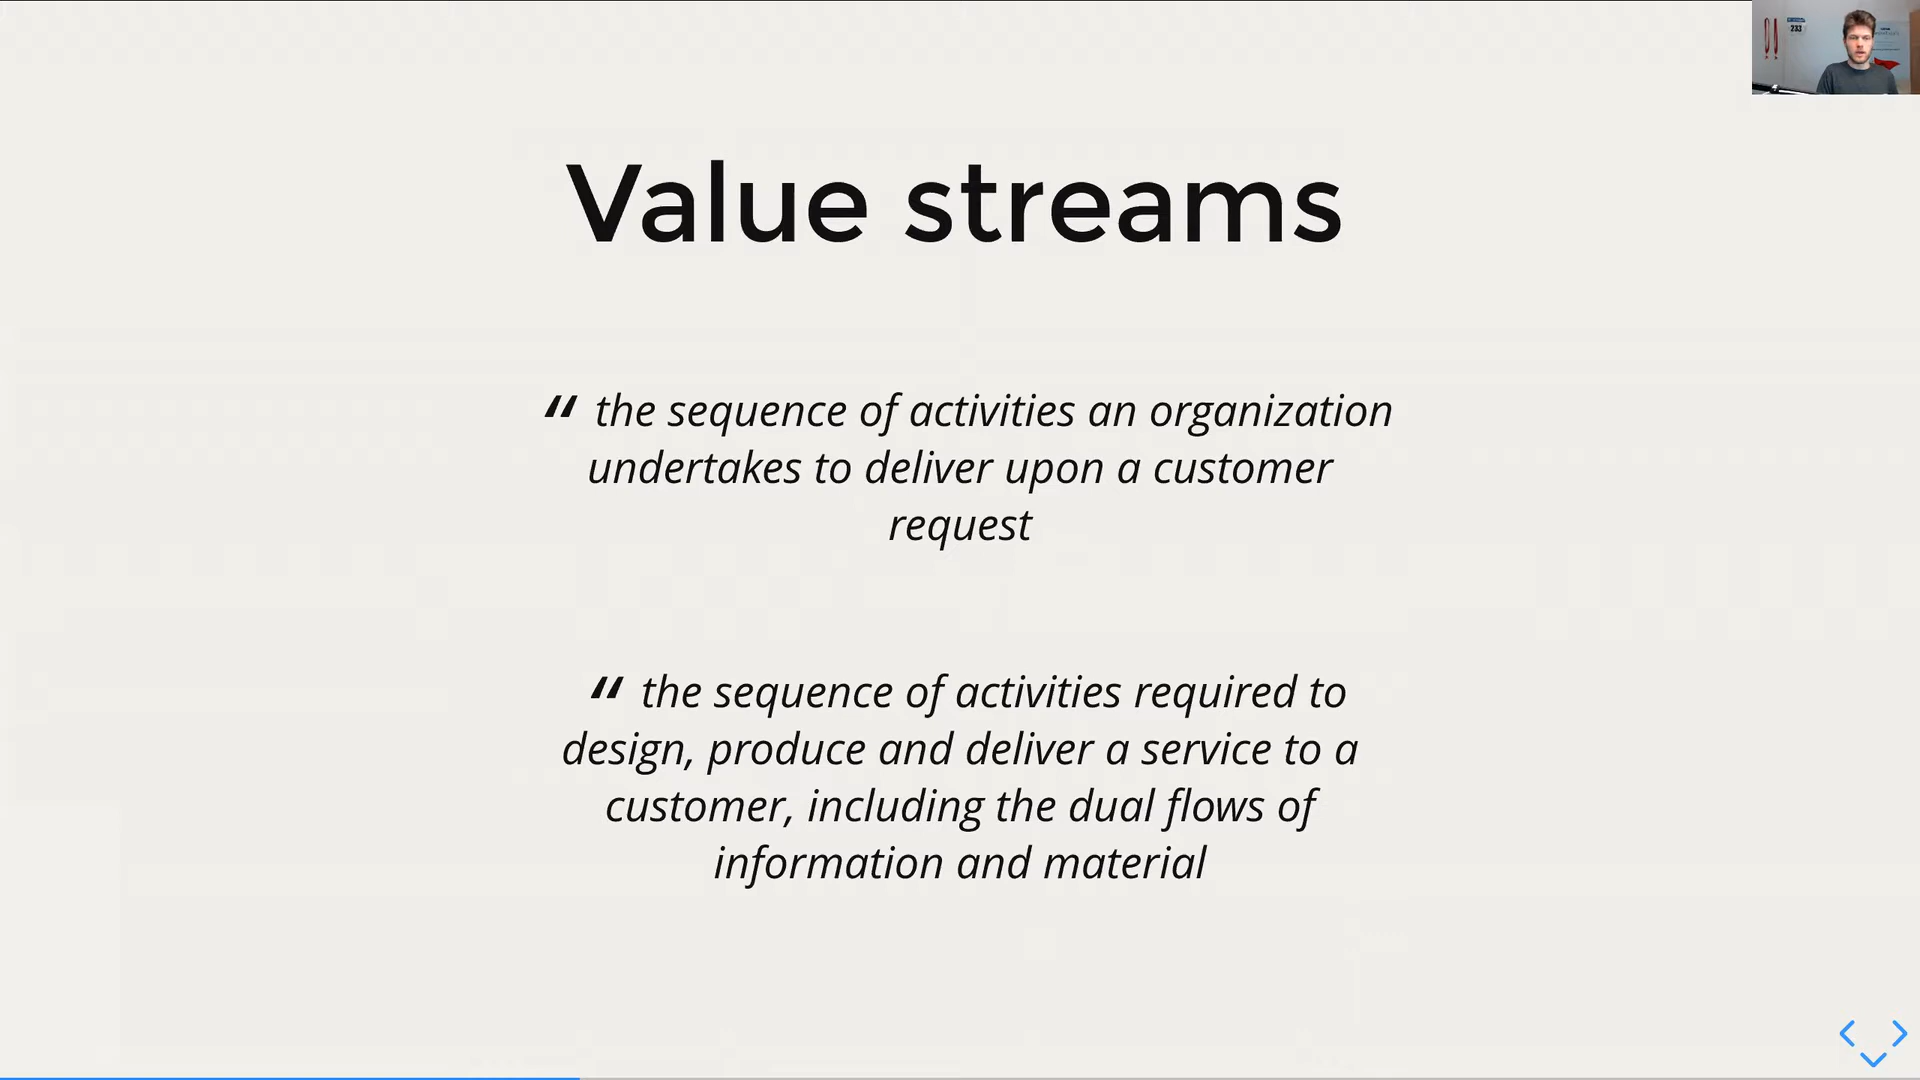 233
Value streams
“ the sequence of activities an organization
undertakes to deliver upon a customer
request
“ the sequence of activities required to
design, produce and deliver a service to a
customer, including the dual flows of
information and material